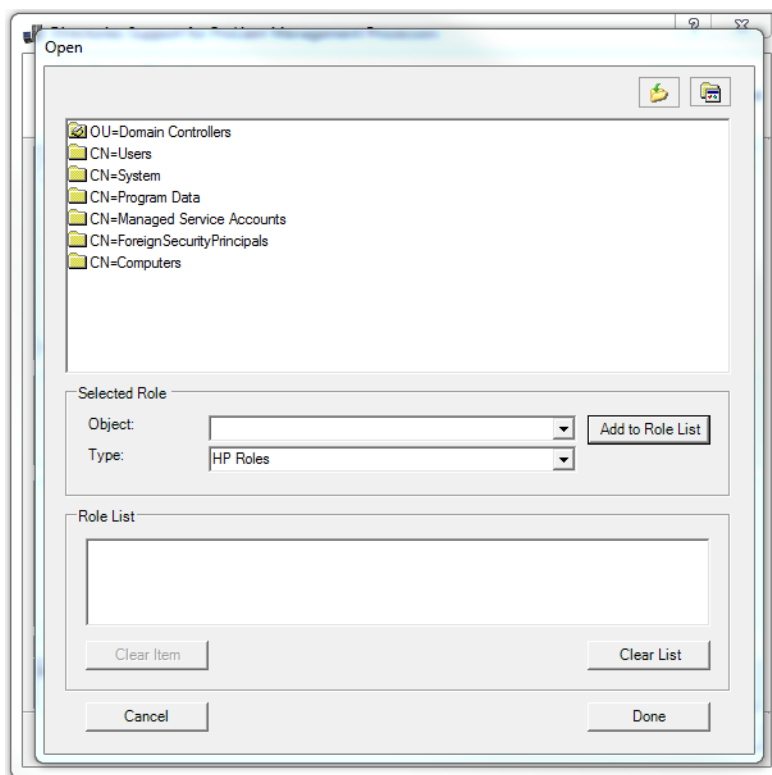 Open
OU=Domain Controllers
CN=Users
CN=System
CN=Program Data
CN=Managed Service Accounts
CN=ForeignSecurityPrincipals
CN=Computers
Selected Role
Object:
Add to Role List
Type:
HP Roles
Role List
Clear Item
Clear List
Cancel
Done